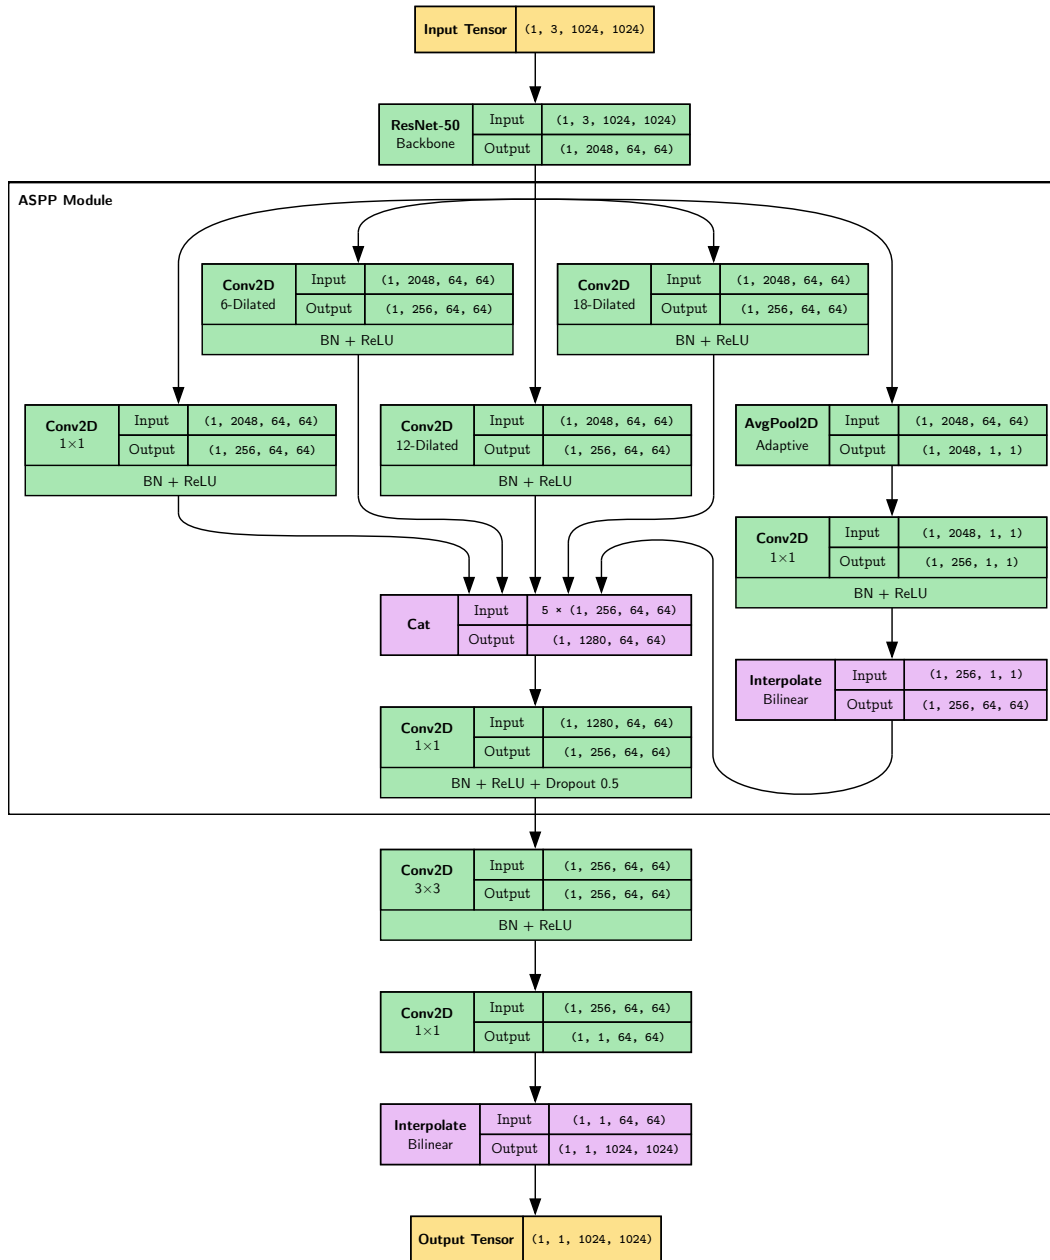 Input Tensor (1, 3, 1024, 1024)
ResNet-50
Backbone
Input (1, 3, 1024, 1024)
Output (1, 2048, 64, 64)
ASPP Module
Conv2D
6-Dilated
Input (1, 2048, 64, 64)
Output (1, 256, 64, 64)
BN + ReLU
Conv2D
18-Dilated
Input (1, 2048, 64, 64)
Output (1, 256, 64, 64)
BN + ReLU
Conv2D
1×1
Input (1, 2048, 64, 64)
Output (1, 256, 64, 64)
BN + ReLU
Conv2D
12-Dilated
Input (1, 2048, 64, 64)
Output (1, 256, 64, 64)
BN + ReLU
AvgPool2D
Adaptive
Input (1, 2048, 64, 64)
Output (1, 2048, 1, 1)
Conv2D
1×1
Input (1, 2048, 1, 1)
Output (1, 256, 1, 1)
BN + ReLU
Cat
Input 5 × (1, 256, 64, 64)
Output (1, 1280, 64, 64)
Interpolate
Bilinear
Input (1, 256, 1, 1)
Output (1, 256, 64, 64)
Conv2D
1×1
Input (1, 1280, 64, 64)
Output (1, 256, 64, 64)
BN + ReLU + Dropout 0.5
Conv2D
3×3
Input (1, 256, 64, 64)
Output (1, 256, 64, 64)
BN + ReLU
Conv2D
1×1
Input (1, 256, 64, 64)
Output (1, 1, 64, 64)
Interpolate
Bilinear
Input (1, 1, 64, 64)
Output (1, 1, 1024, 1024)
Output Tensor (1, 1, 1024, 1024)